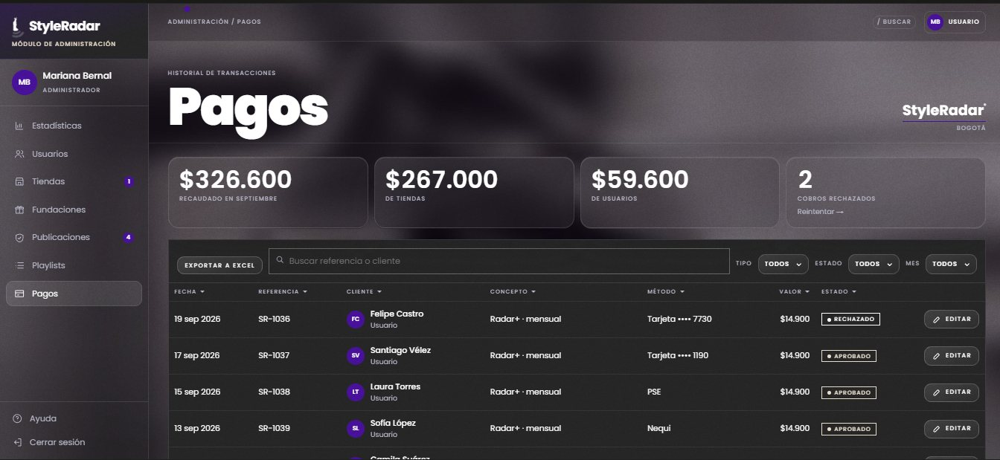 StyleRadar
MÓDULO DE ADMINISTRACIÓN
MB
Mariana Bernal
ADMINISTRADOR
Estadísticas
Usuarios
Tiendas 1
Fundaciones
Publicaciones 4
Playlists
Pagos
Ayuda
Cerrar sesión
ADMINISTRACIÓN / PAGOS
/ BUSCAR
MB USUARIO
HISTORIAL DE TRANSACCIONES
Pagos
StyleRadar
BOGOTÁ
$326.600
RECAUDADO EN SEPTIEMBRE
$267.000
DE TIENDAS
$59.600
DE USUARIOS
2
COBROS RECHAZADOS
Reintentar →
EXPORTAR A EXCEL Buscar referencia o cliente TIPO TODOS ESTADO TODOS MES TODOS
FECHA REFERENCIA CLIENTE CONCEPTO MÉTODO VALOR ESTADO
19 sep 2026 SR-1036 FC Felipe Castro Radar+ · mensual Tarjeta •••• 7730 $14.900 RECHAZADO EDITAR
Usuario
17 sep 2026 SR-1037 SV Santiago Vélez Radar+ · mensual Tarjeta •••• 1190 $14.900 APROBADO EDITAR
Usuario
15 sep 2026 SR-1038 LT Laura Torres Radar+ · mensual PSE $14.900 APROBADO EDITAR
Usuario
13 sep 2026 SR-1039 SL Sofía López Radar+ · mensual Nequi $14.900 APROBADO EDITAR
Usuario
Camila Suárez